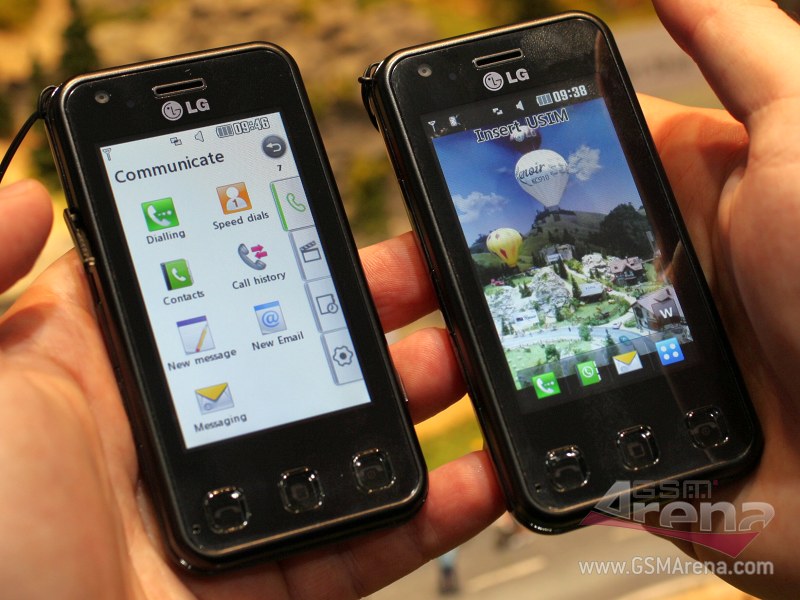 LG
09:46
Communicate
7
Dialling
Speed dials
1
Contacts
Call history
New message
New Email
@
Messaging
LG
09:38
Insert USIM
W
GSM
Arena
www.GSMArena.com